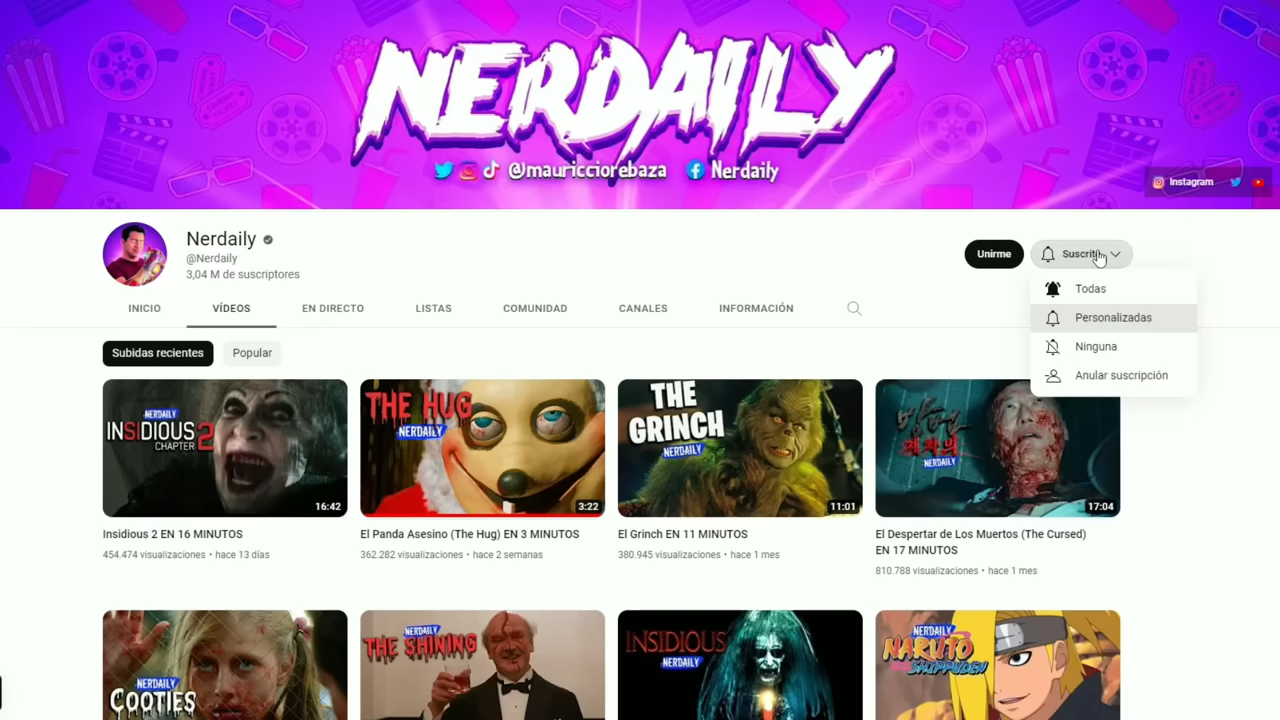 NERDAILY
@mauricciorebaza Nerdaily
Instagram
Nerdaily
@Nerdaily
3,04 M de suscriptores
Unirme
Todas
Personalizadas
Ninguna
Anular suscripción
INICIO
VÍDEOS
EN DIRECTO
LISTAS
COMUNIDAD
CANALES
INFORMACIÓN
Subidas recientes
Popular
NERDAILY
INSIDIOUS 2
CHAPTER
16:42
THE HUG
NERDAILY
3:22
THE
GRINCH
NERDAILY
11:01
NERDAILY
17:04
Insidious 2 EN 16 MINUTOS
454.474 visualizaciones • hace 13 días
El Panda Asesino (The Hug) EN 3 MINUTOS
362.282 visualizaciones • hace 2 semanas
El Grinch EN 11 MINUTOS
380.945 visualizaciones • hace 1 mes
El Despertar de Los Muertos (The Cursed)
EN 17 MINUTOS
810.788 visualizaciones • hace 1 mes
NERDAILY
COOTIES
NERDAILY
THE SHINING
INSIDIOUS
NERDAILY
NERDAILY
NARUTO
SHIPPUDEN